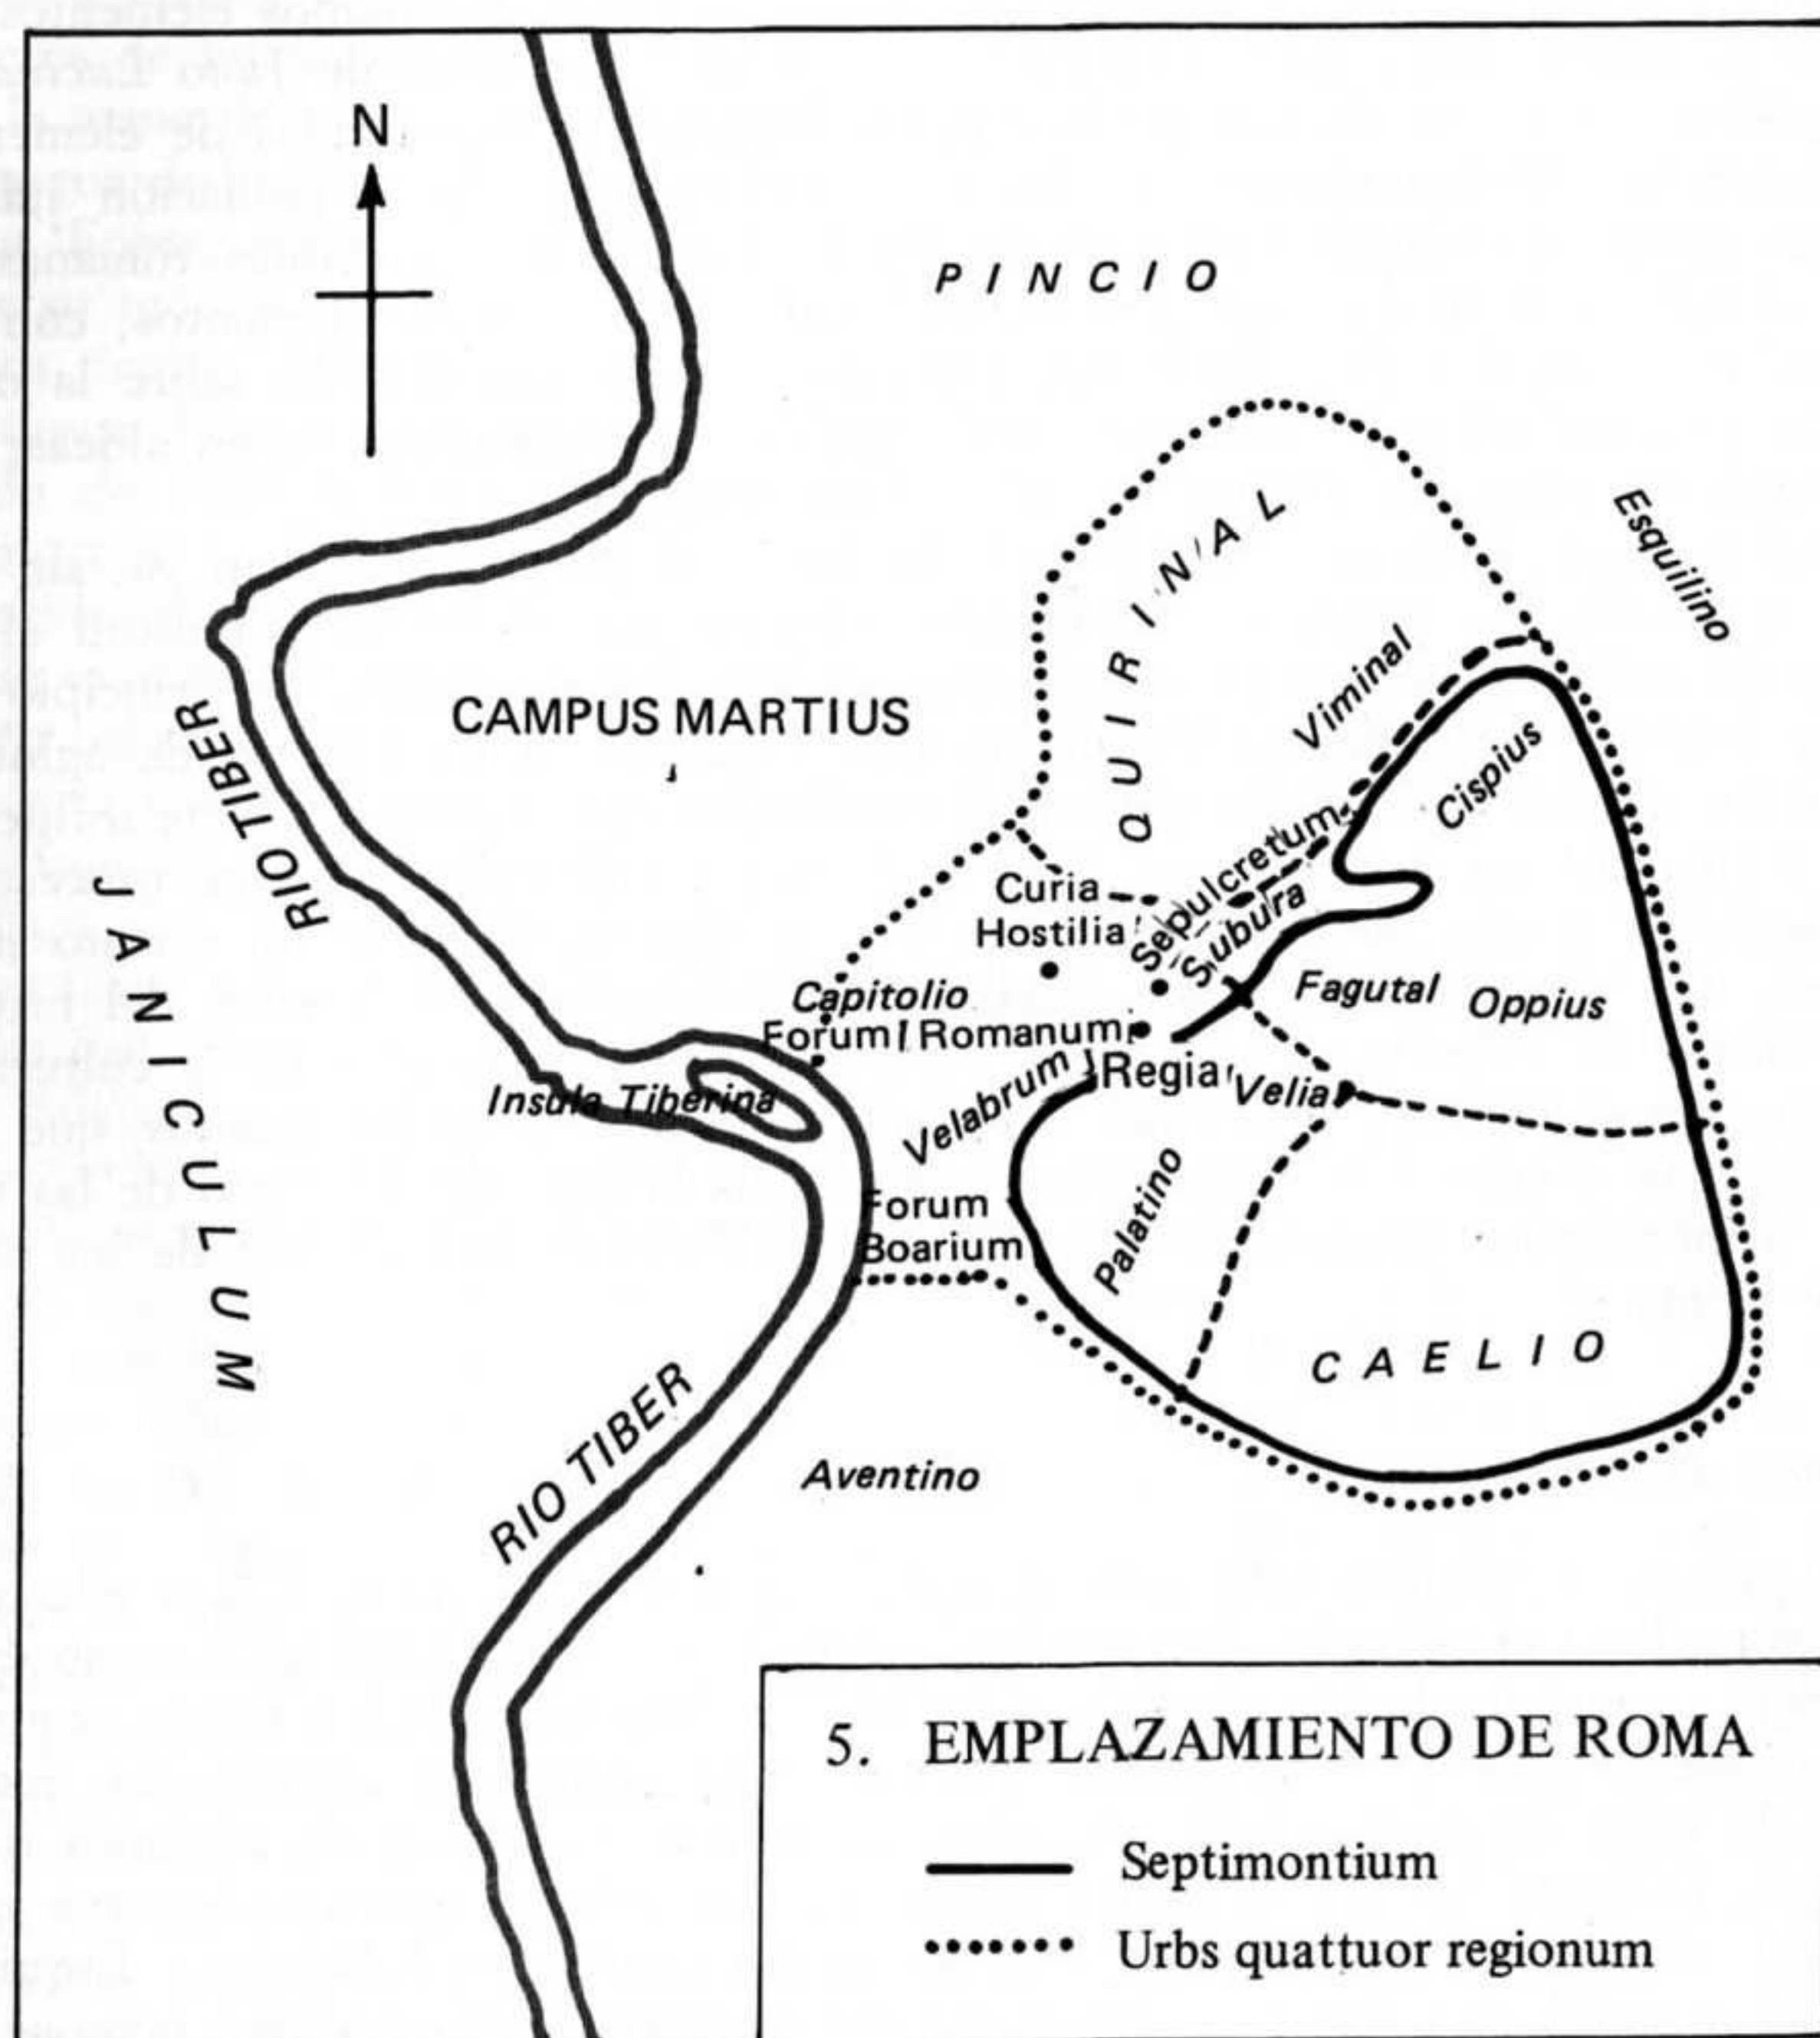 N
PINCIO
Esquilino
QUIRINAL
Viminal
CAMPUS MARTIUS
RIO TIBER
Cispius
Sepulcretum
Subura
Curia
Hostilia
JANICULUM
Capitolio
Fagutal
Oppius
Forum Romanum
Regia
Velia
Velabrum
Insula Tiberina
Palatino
Forum
Boarium
CAELIO
RIO TIBER
Aventino
5. EMPLAZAMIENTO DE ROMA
Septimontium
Urbs quattuor regionum